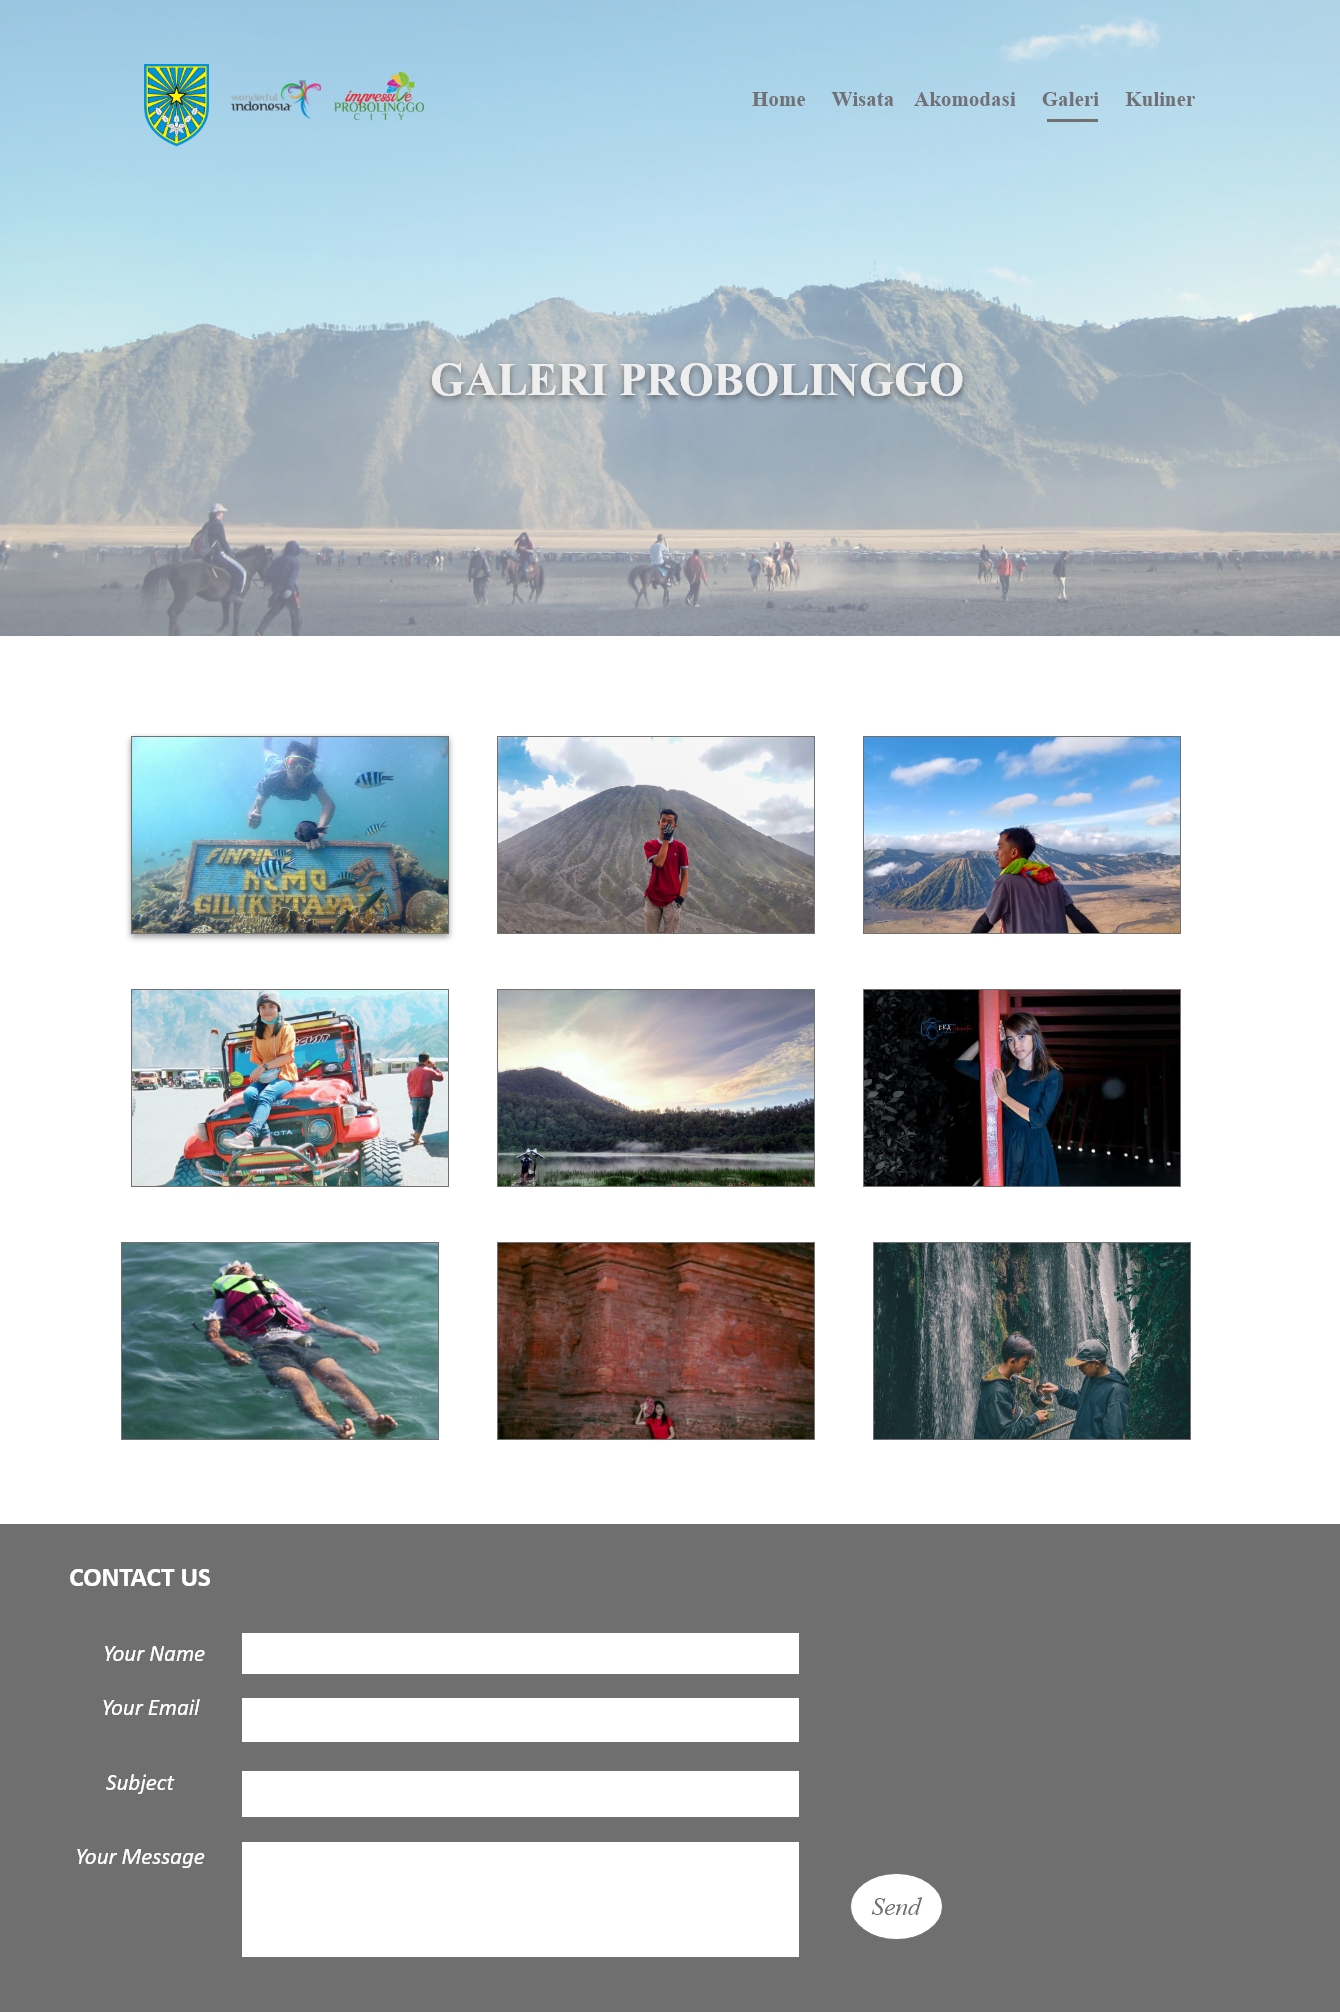 wonderful
indonesia
impressive
PROBOLINGGO
CITY
Home Wisata Akomodasi Galeri Kuliner
GALERI PROBOLINGGO
FINDING
NEMO
GILIKETAPANG
CONTACT US
Your Name
Your Email
Subject
Your Message
Send